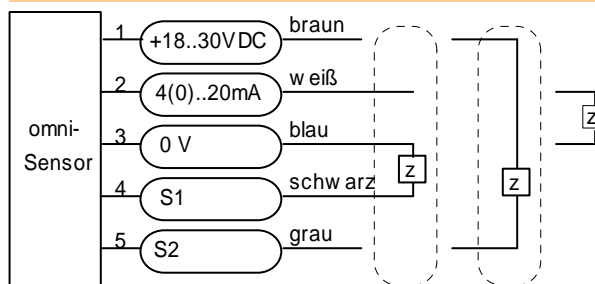 omni-
Sensor
1 +18..30VDC braun
2 4(0)..20mA weiß
3 0 V blau
4 S1 schwarz
5 S2 grau
z
z
z